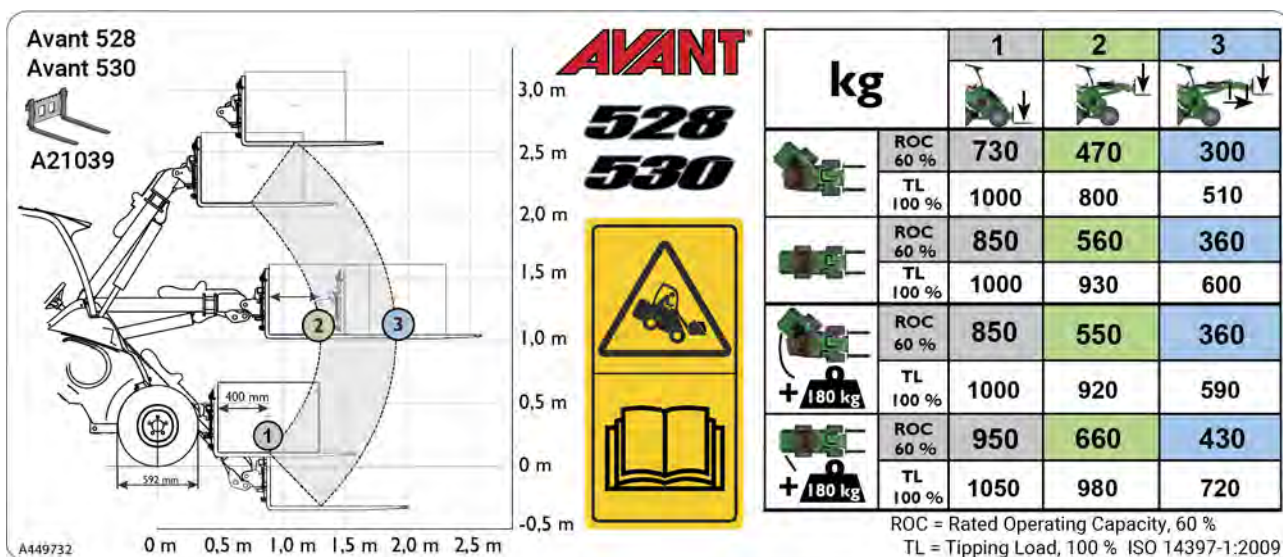 Avant 528
Avant 530
A21039
3,0 m
2,5 m
2,0 m
1,5 m
2 3
1,0 m
400 mm
0,5 m
1
0 m
592 mm
-0,5 m
A449732
0 m 0,5 m 1,0 m 1,5 m 2,0 m 2,5 m
AVANT®
528
530
kg 1 2 3
ROC 60 % 730 470 300
TL 100 % 1000 800 510
ROC 60 % 850 560 360
TL 100 % 1000 930 600
ROC 60 % 850 550 360
+ 180 kg TL 100 % 1000 920 590
ROC 60 % 950 660 430
+ 180 kg TL 100 % 1050 980 720
ROC = Rated Operating Capacity, 60 %
TL = Tipping Load, 100 % ISO 14397-1:2009